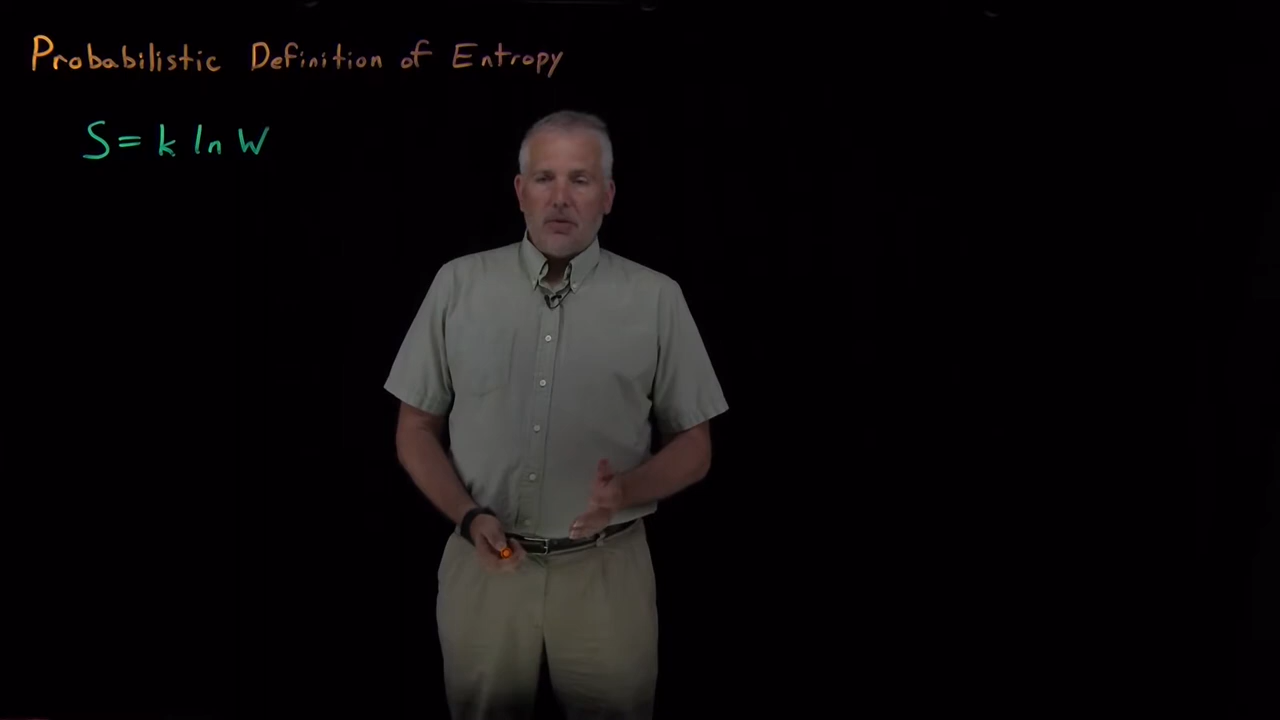 Probabilistic Definition of Entropy
S = k ln W